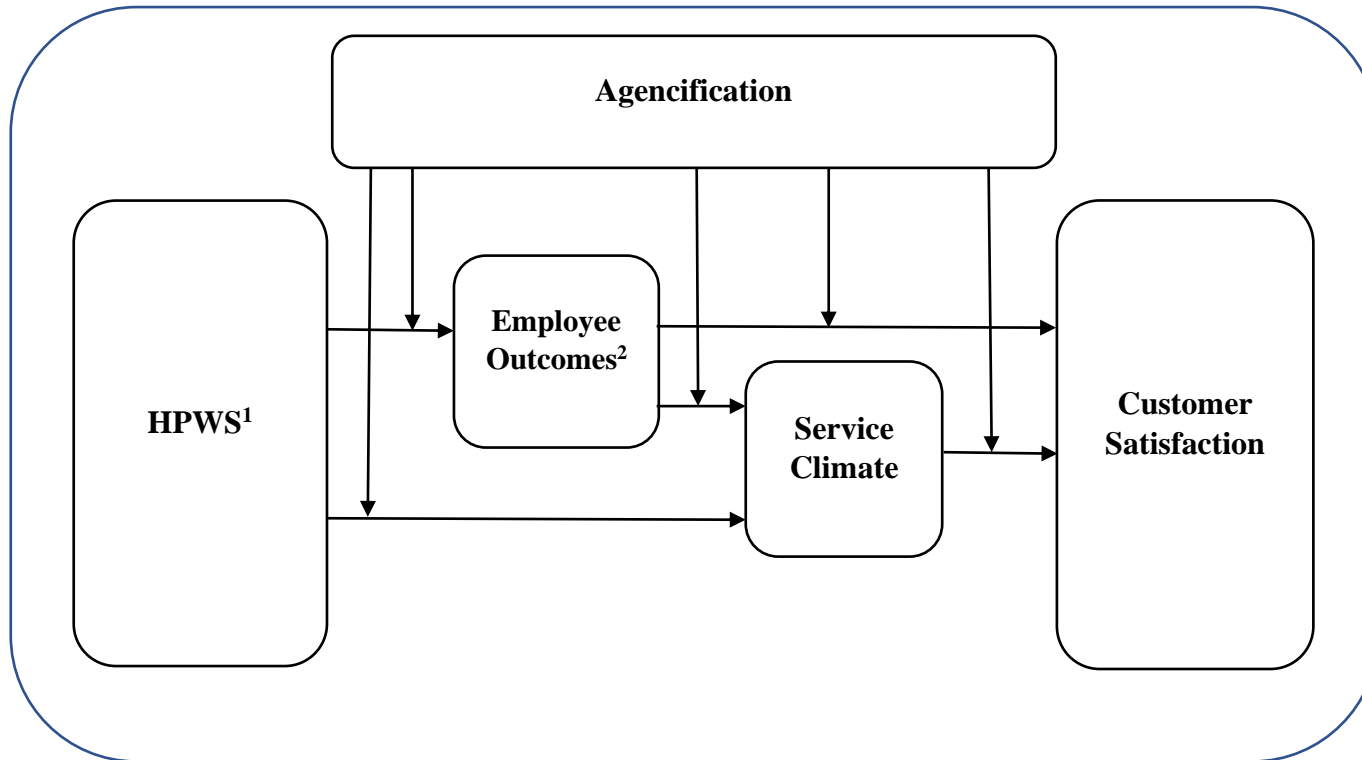 Agencification
Employee
Outcomes²
HPWS¹
Service
Climate
Customer
Satisfaction